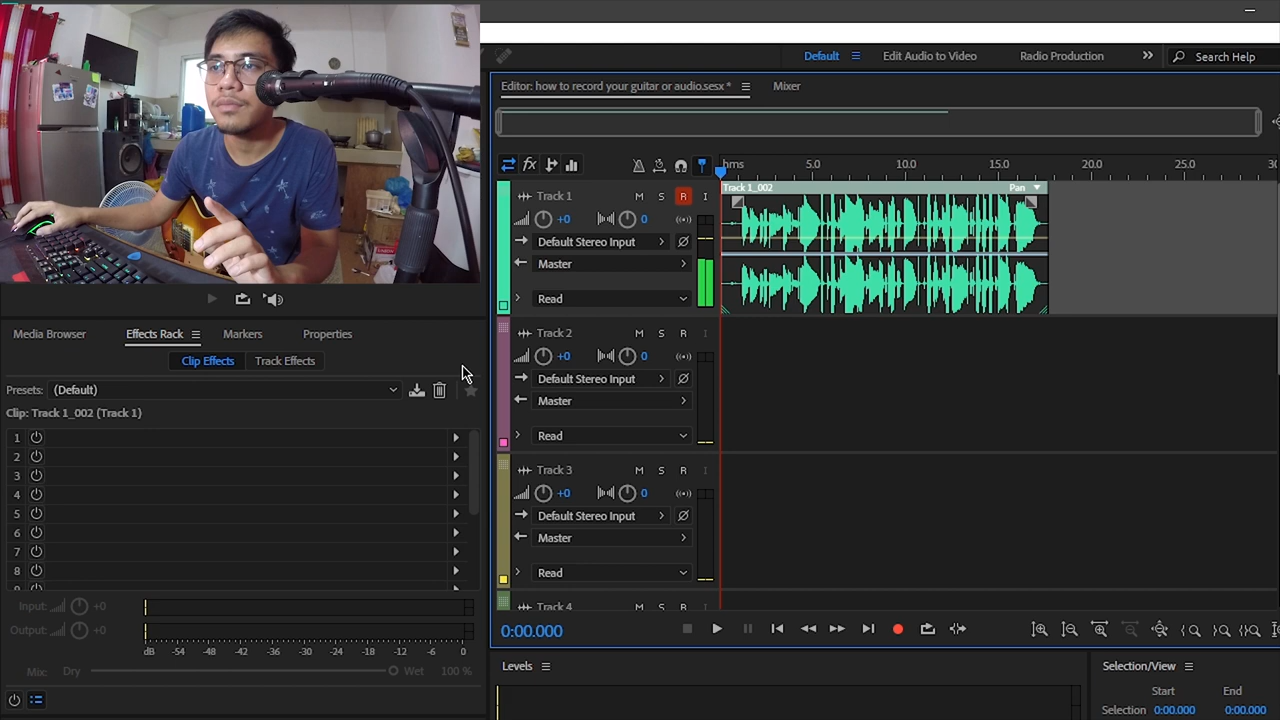 Default
Edit Audio to Video
Radio Production
Search Help
Editor: how to record your guitar or audio.sesx *
Mixer
hms 5.0 10.0 15.0 20.0 25.0
Track 1
M S R I
Track 1_002
Pan
+0 0
Default Stereo Input
Master
Read
Media Browser
Effects Rack
Markers
Properties
Clip Effects
Track Effects
Presets: (Default)
Clip: Track 1_002 (Track 1)
1
2
3
4
5
6
7
8
Input: +0
Output: +0
dB -54 -48 -42 -36 -30 -24 -18 -12 -6 0
Mix: Dry Wet 100 %
Track 2
M S R I
+0 0
Default Stereo Input
Master
Read
Track 3
M S R I
+0 0
Default Stereo Input
Master
Read
Track 4
M S R
0:00.000
Levels
Selection/View
Start End
Selection 0:00.000 0:00.000